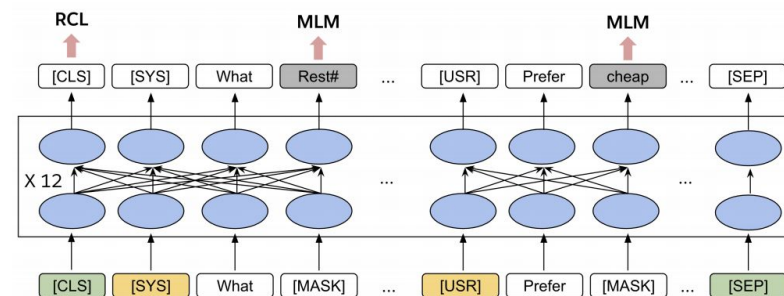 RCL MLM MLM
[CLS] [SYS] What Rest# ... [USR] Prefer cheap ... [SEP]
X 12 ... ...
[CLS] [SYS] What [MASK] ... [USR] Prefer [MASK] ... [SEP]